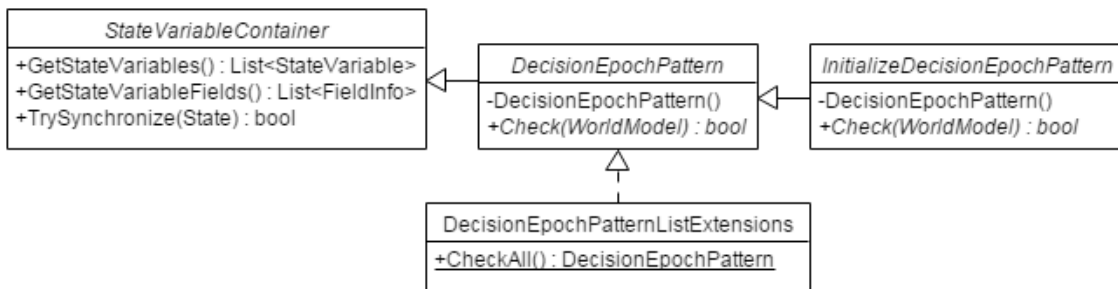 StateVariableContainer
+GetStateVariables() : List<StateVariable>
+GetStateVariableFields() : List<FieldInfo>
+TrySynchronize(State) : bool
DecisionEpochPattern
-DecisionEpochPattern()
+Check(WorldModel) : bool
InitializeDecisionEpochPattern
-DecisionEpochPattern()
+Check(WorldModel) : bool
DecisionEpochPatternListExtensions
+CheckAll() : DecisionEpochPattern